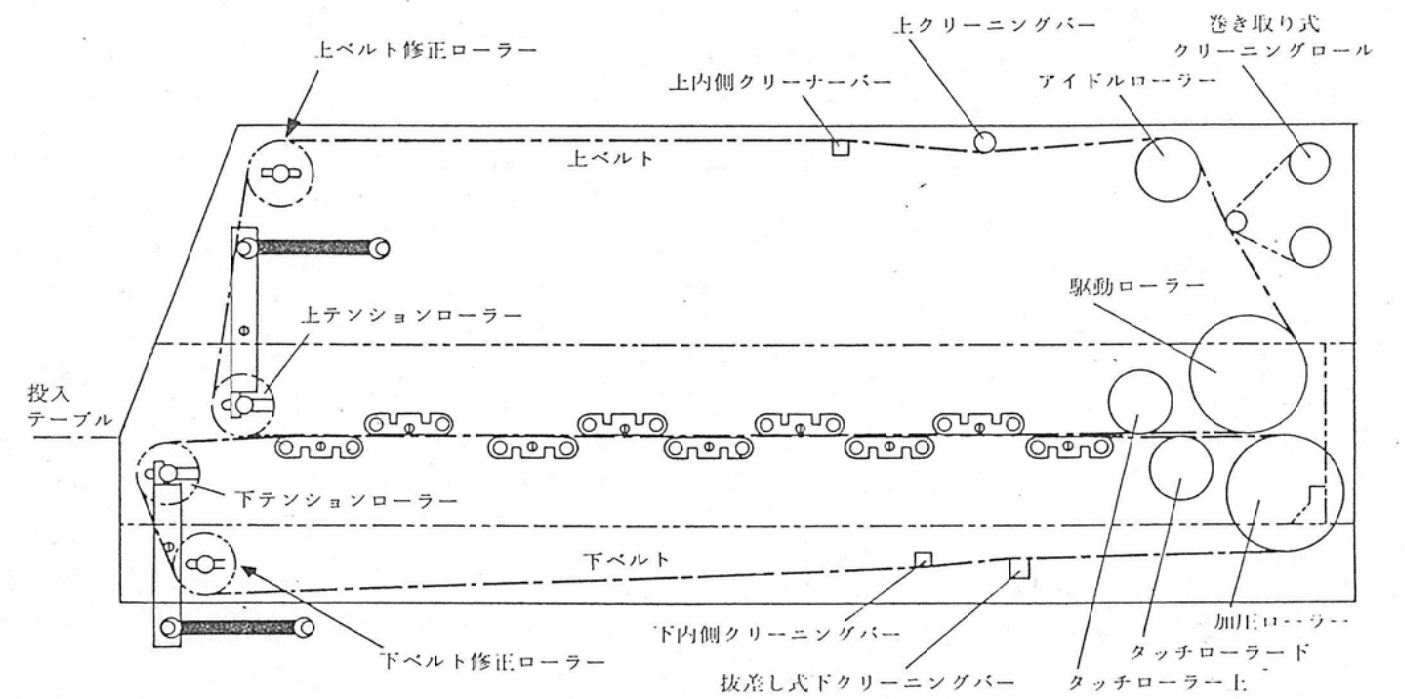 上クリーニングバー
巻き取り式
クリーニングロール
上ベルト修正ローラー
上内側クリーナーバー
アイドルローラー
上ベルト
駆動ローラー
上テンションローラー
投入
テーブル
下テンションローラー
下ベルト
下内側クリーニングバー
加圧ローラー
下ベルト修正ローラー
タッチローラー下
抜差し式下クリーニングバー
タッチローラー上